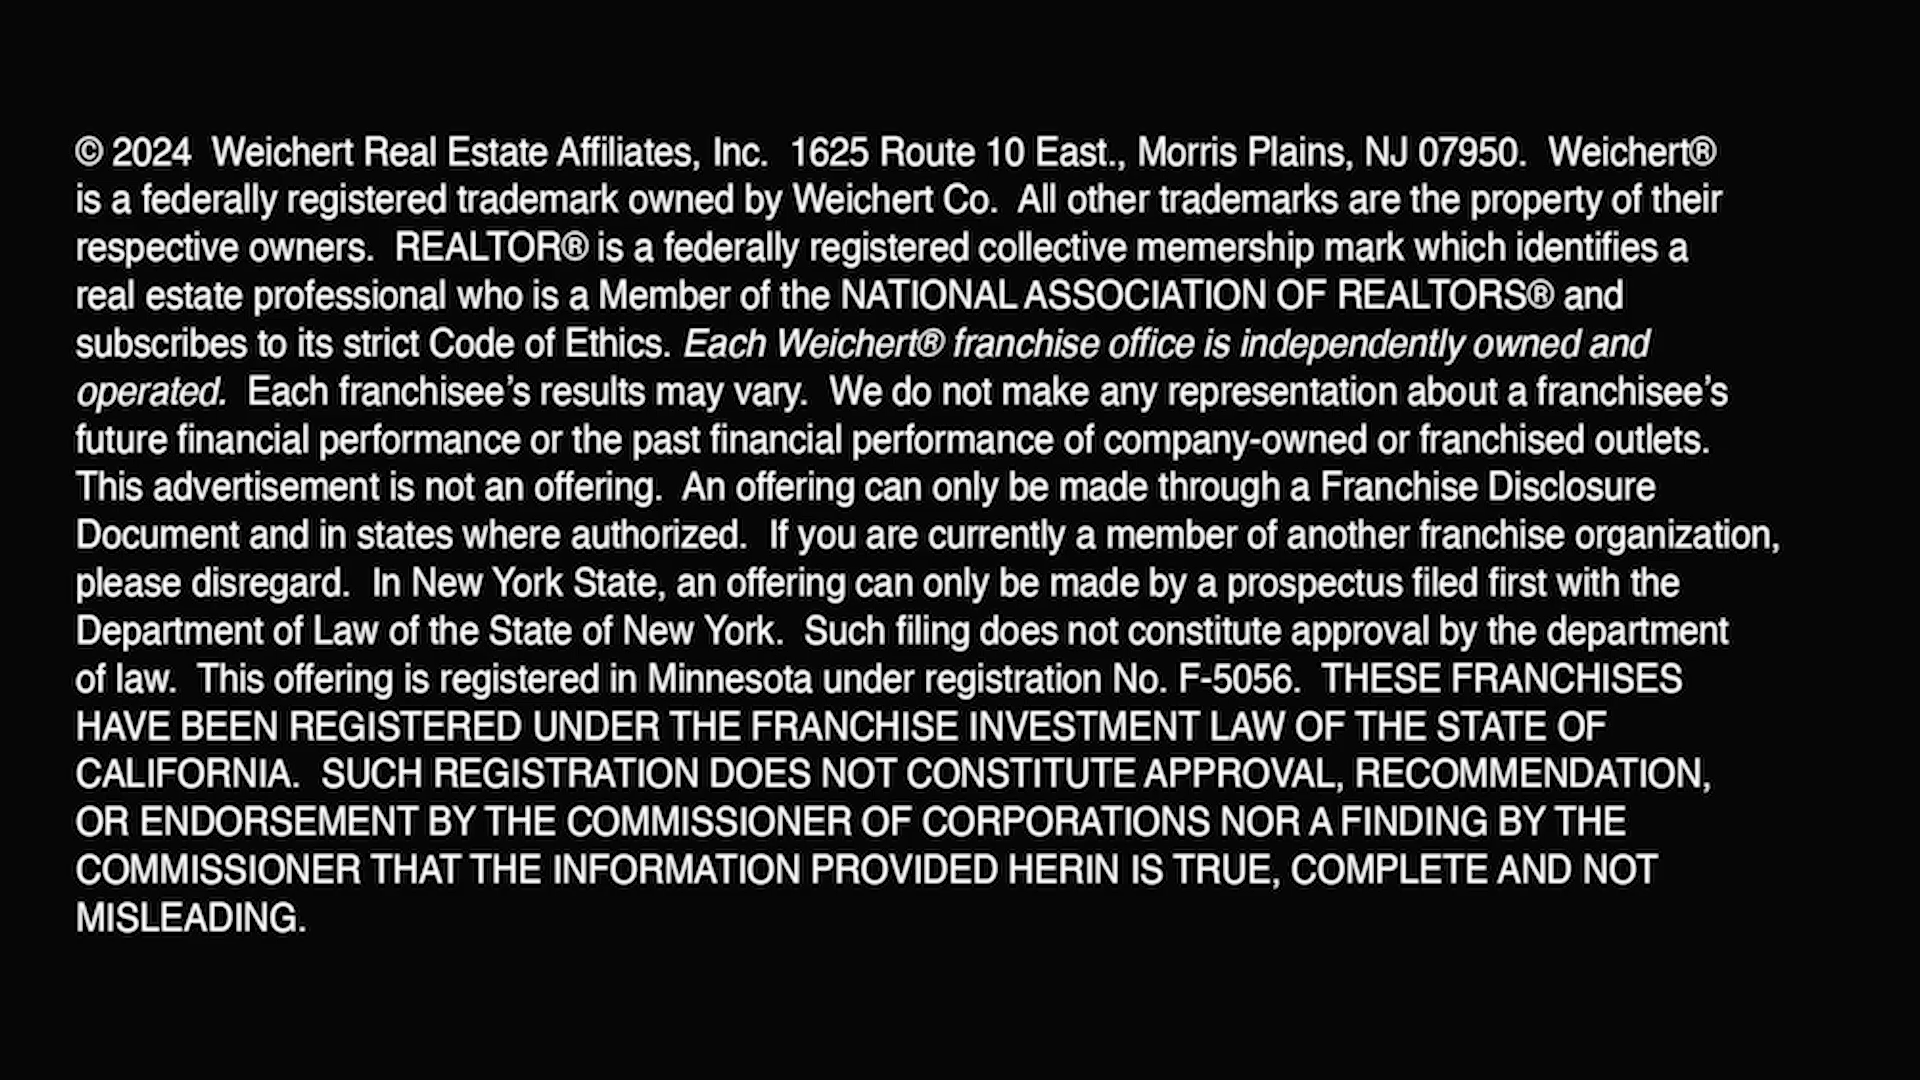 © 2024  Weichert Real Estate Affiliates, Inc.  1625 Route 10 East., Morris Plains, NJ 07950.  Weichert®
is a federally registered trademark owned by Weichert Co.  All other trademarks are the property of their
respective owners.  REALTOR® is a federally registered collective memership mark which identifies a
real estate professional who is a Member of the NATIONAL ASSOCIATION OF REALTORS® and
subscribes to its strict Code of Ethics. Each Weichert® franchise office is independently owned and
operated.  Each franchisee’s results may vary.  We do not make any representation about a franchisee’s
future financial performance or the past financial performance of company-owned or franchised outlets.
This advertisement is not an offering.  An offering can only be made through a Franchise Disclosure
Document and in states where authorized.  If you are currently a member of another franchise organization,
please disregard.  In New York State, an offering can only be made by a prospectus filed first with the
Department of Law of the State of New York.  Such filing does not constitute approval by the department
of law.  This offering is registered in Minnesota under registration No. F-5056.  THESE FRANCHISES
HAVE BEEN REGISTERED UNDER THE FRANCHISE INVESTMENT LAW OF THE STATE OF
CALIFORNIA.  SUCH REGISTRATION DOES NOT CONSTITUTE APPROVAL, RECOMMENDATION,
OR ENDORSEMENT BY THE COMMISSIONER OF CORPORATIONS NOR A FINDING BY THE
COMMISSIONER THAT THE INFORMATION PROVIDED HERIN IS TRUE, COMPLETE AND NOT
MISLEADING.